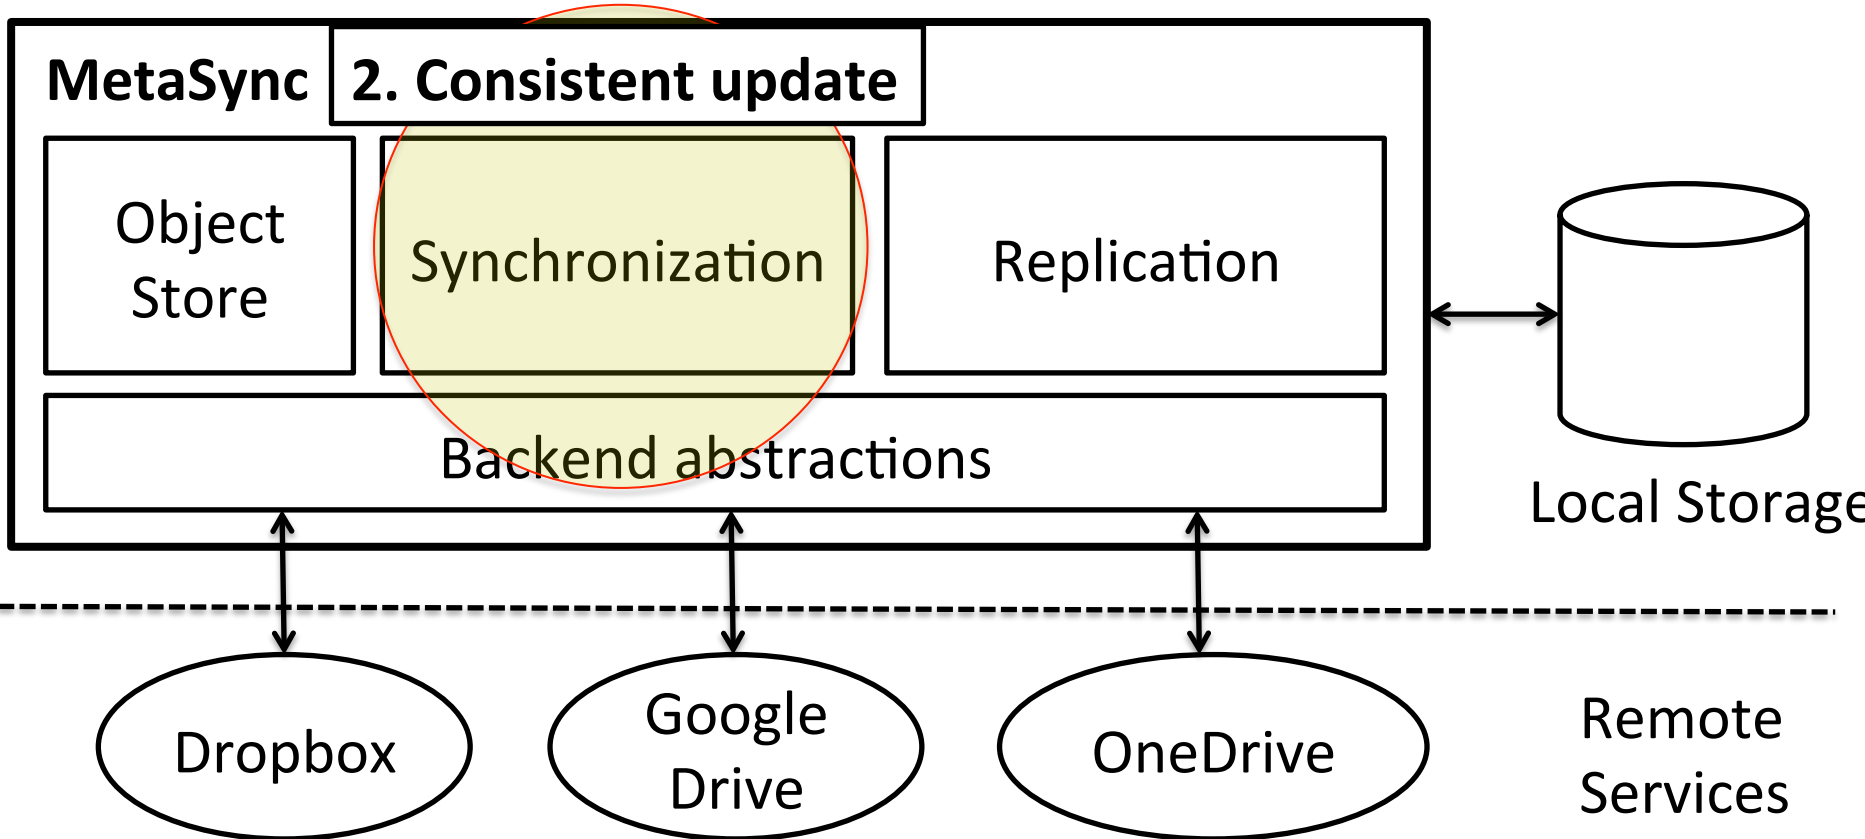 MetaSync
2. Consistent update
Object
Store
Synchronization
Replication
Backend abstractions
Local Storage
Dropbox
Google
Drive
OneDrive
Remote
Services